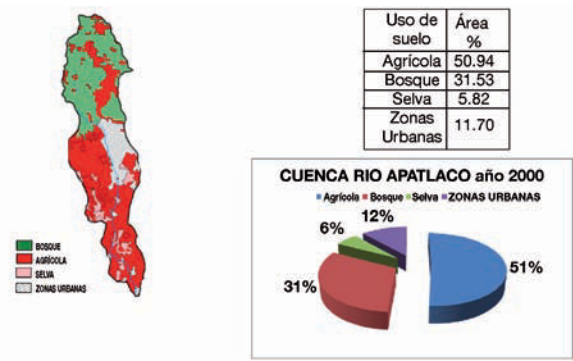 Uso de suelo Área %
Agrícola 50.94
Bosque 31.53
Selva 5.82
Zonas Urbanas 11.70
CUENCA RIO APATLACO año 2000
Agrícola Bosque Selva ZONAS URBANAS
12%
6%
51%
31%
BOSQUE
AGRÍCOLA
SELVA
ZONAS URBANAS